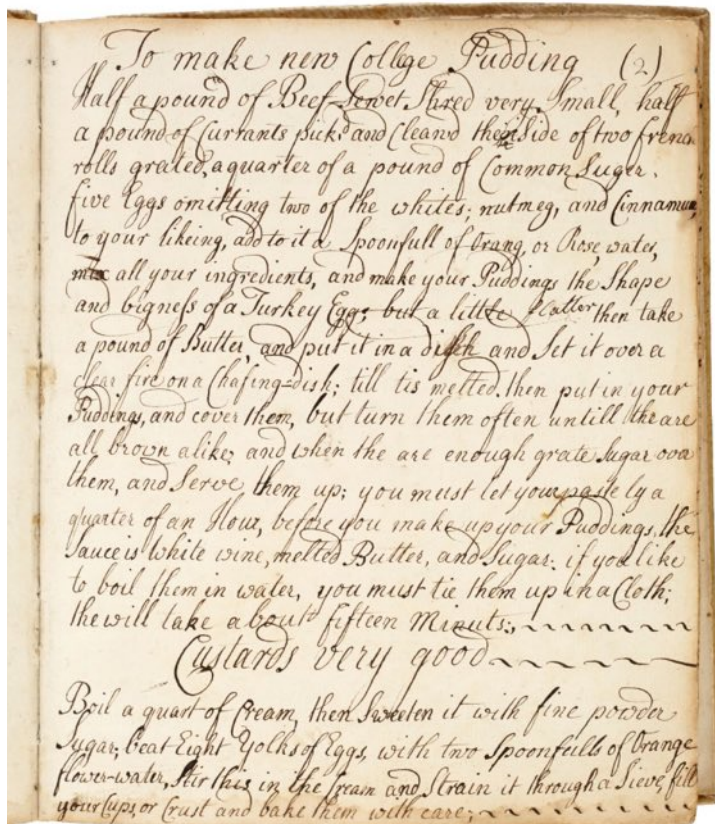 To make new College Pudding (2)
Half a pound of Beef-Sewet Shred very Small, half
a pound of Currants pickd and Cleand the inSide of two french
rolls grated, a quarter of a pound of Common Suger.
five Eggs omitting two of the whites; nutmeg, and Cinnamun,
to your likeing, add to it a Spoonfull of Orang, or Rose, water,
mix all your ingredients, and make your Puddings the Shape
and bigness of a Turkey Egg; but a little flatter then take
a pound of Butter, and put it in a dish and Set it over a
clear fire on a Chafing=dish; till tis melted, then put in your
Puddings, and cover them, but turn them often untill the are
all brown alike, and when the are enough grate Sugar over
them, and Serve them up; you must let your paste ly a
quarter of an Hour, before you make up your Puddings, the
Sauce is white wine, melted Butter, and Sugar. if you like
to boil them in water, you must tie them up in a Cloth;
the will take about fifteen Minuts;
Custards very good
Boil a quart of Cream, then Sweeten it with fine powder
Sugar; beat Eight Yolks of Eggs, with two Spoonfulls of Orange
flower-water, Stir this in the Cream and Strain it through a Sieve, fill
your Cups, or Crust and bake them with care;